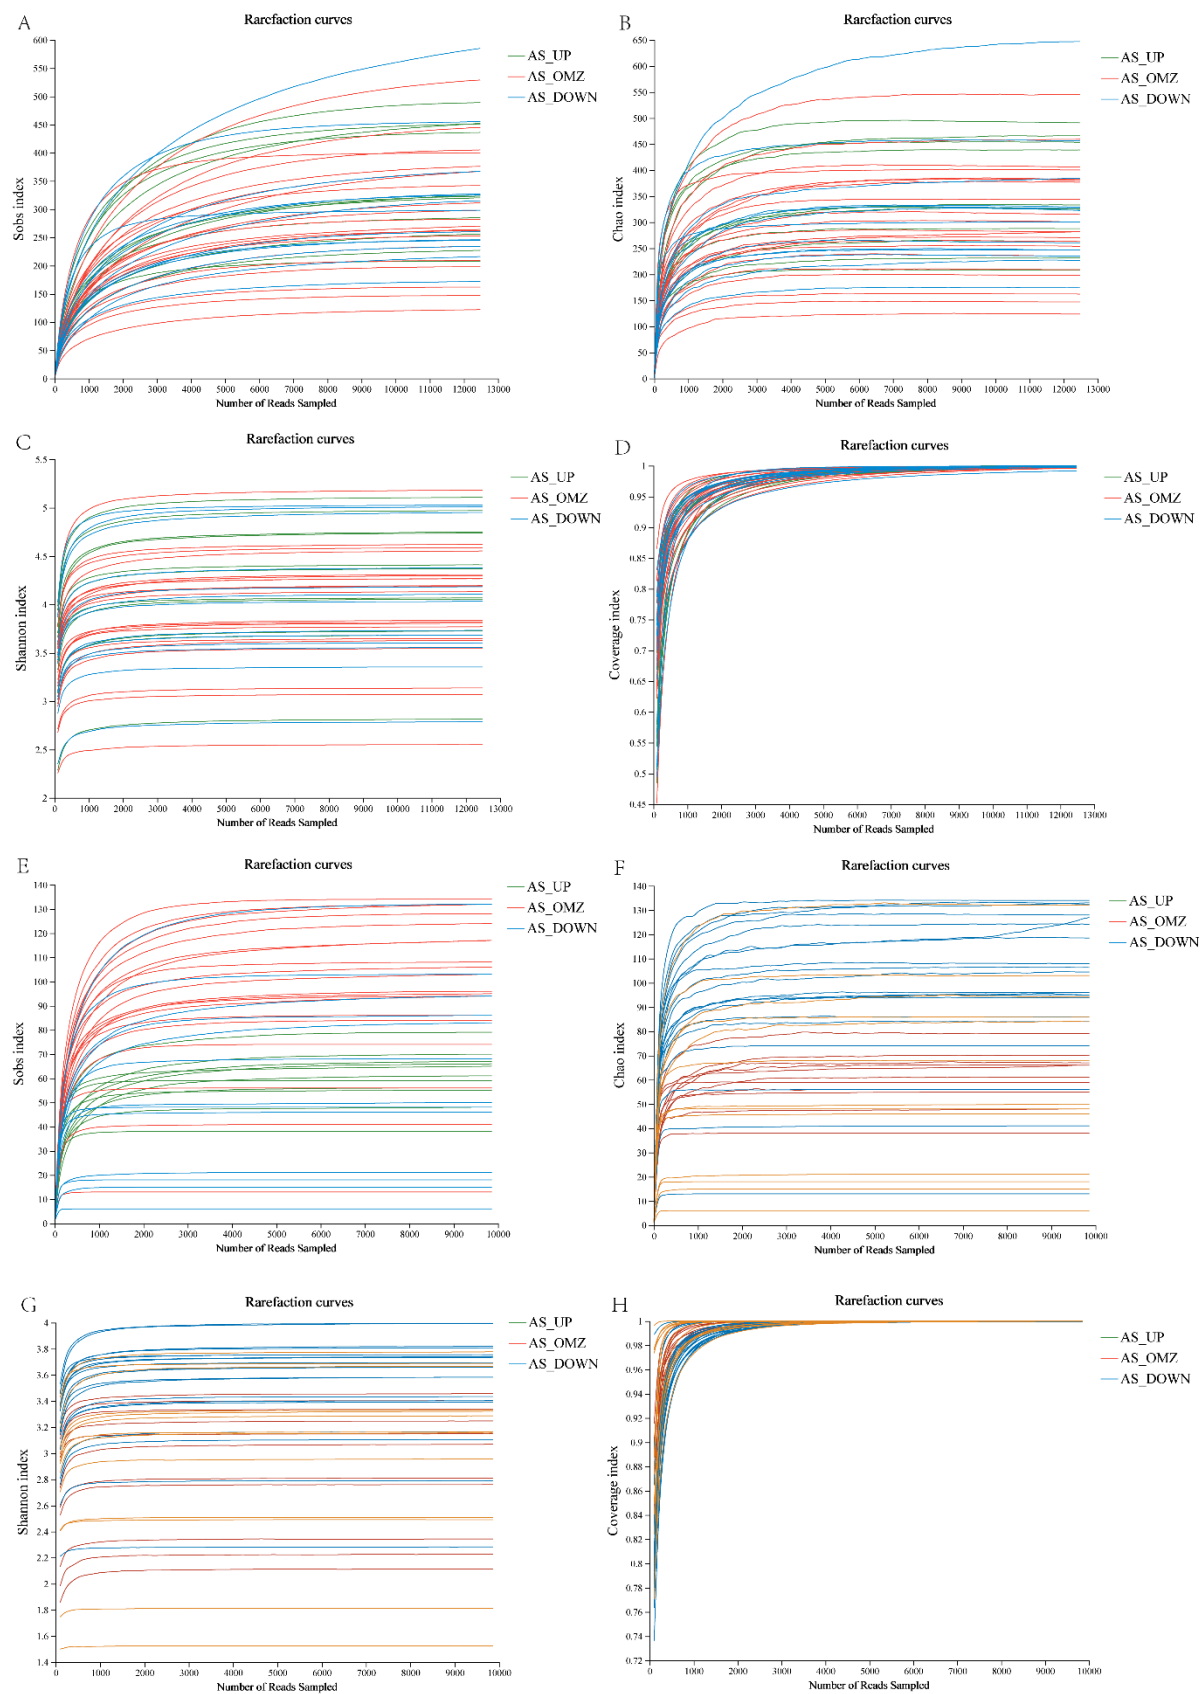 A
Rarefaction curves
Sobs index
600
550
500
450
400
350
300
250
200
150
100
50
0
0 1000 2000 3000 4000 5000 6000 7000 8000 9000 10000 11000 12000 13000
Number of Reads Sampled
AS_UP
AS_OMZ
AS_DOWN
B
Rarefaction curves
Chao index
650
600
550
500
450
400
350
300
250
200
150
100
50
0
0 1000 2000 3000 4000 5000 6000 7000 8000 9000 10000 11000 12000 13000
Number of Reads Sampled
AS_UP
AS_OMZ
AS_DOWN
C
Rarefaction curves
Shannon index
5.5
5
4.5
4
3.5
3
2.5
2
0 1000 2000 3000 4000 5000 6000 7000 8000 9000 10000 11000 12000 13000
Number of Reads Sampled
AS_UP
AS_OMZ
AS_DOWN
D
Rarefaction curves
Coverage index
1
0.95
0.9
0.85
0.8
0.75
0.7
0.65
0.6
0.55
0.5
0.45
0 1000 2000 3000 4000 5000 6000 7000 8000 9000 10000 11000 12000 13000
Number of Reads Sampled
AS_UP
AS_OMZ
AS_DOWN
E
Rarefaction curves
Sobs index
140
130
120
110
100
90
80
70
60
50
40
30
20
10
0
0 1000 2000 3000 4000 5000 6000 7000 8000 9000 10000
Number of Reads Sampled
AS_UP
AS_OMZ
AS_DOWN
F
Rarefaction curves
Chao index
140
130
120
110
100
90
80
70
60
50
40
30
20
10
0
0 1000 2000 3000 4000 5000 6000 7000 8000 9000 10000
Number of Reads Sampled
AS_UP
AS_OMZ
AS_DOWN
G
Rarefaction curves
Shannon index
4
3.8
3.6
3.4
3.2
3
2.8
2.6
2.4
2.2
2
1.8
1.6
1.4
0 1000 2000 3000 4000 5000 6000 7000 8000 9000 10000
Number of Reads Sampled
AS_UP
AS_OMZ
AS_DOWN
H
Rarefaction curves
Coverage index
1
0.98
0.96
0.94
0.92
0.9
0.88
0.86
0.84
0.82
0.8
0.78
0.76
0.74
0.72
0 1000 2000 3000 4000 5000 6000 7000 8000 9000 10000
Number of Reads Sampled
AS_UP
AS_OMZ
AS_DOWN